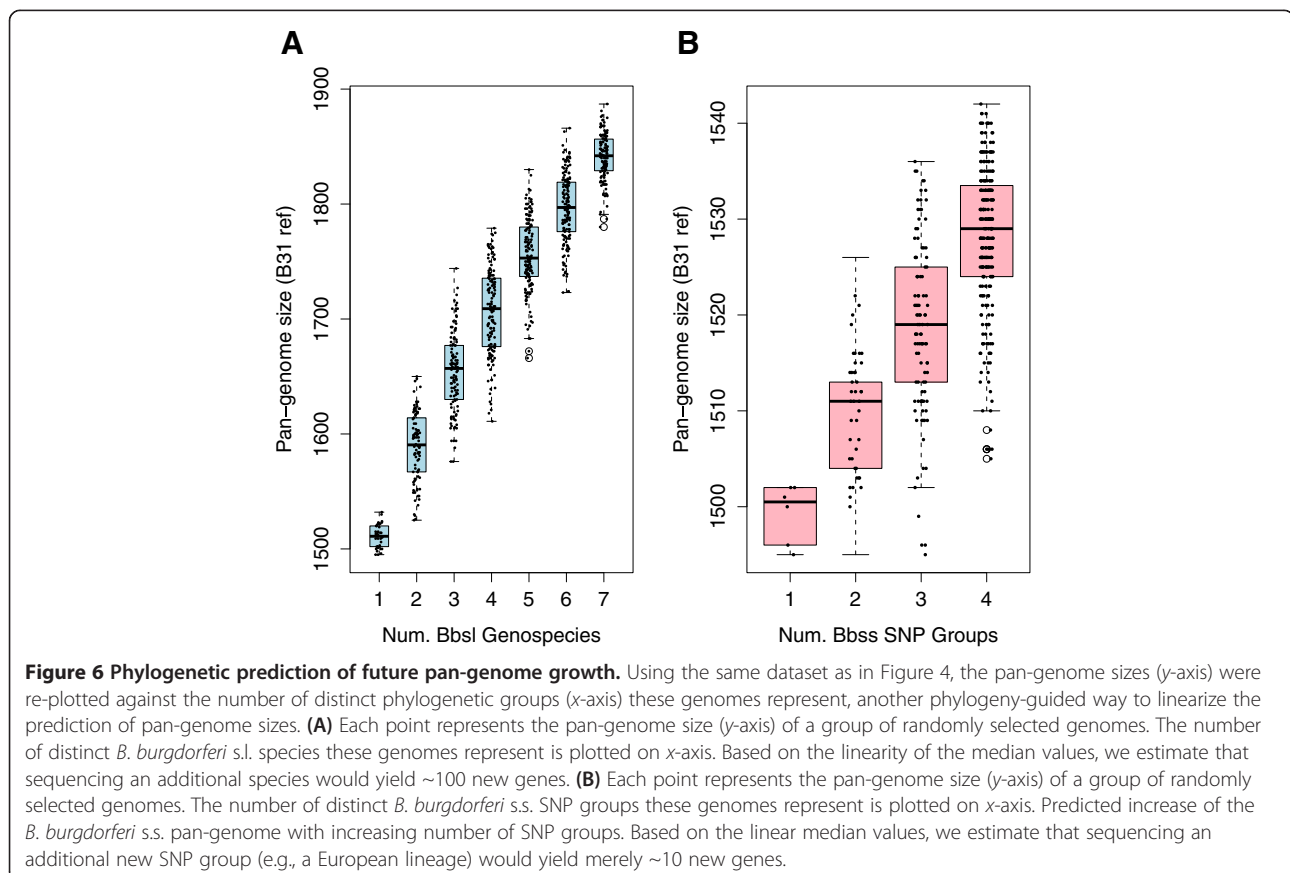 A
B
Pan−genome size (B31 ref)
1900
1800
1700
1600
1500
1 2 3 4 5 6 7
Num. Bbsl Genospecies
Pan−genome size (B31 ref)
1540
1530
1520
1510
1500
1 2 3 4
Num. Bbss SNP Groups
Figure 6 Phylogenetic prediction of future pan-genome growth. Using the same dataset as in Figure 4, the pan-genome sizes (y-axis) were
re-plotted against the number of distinct phylogenetic groups (x-axis) these genomes represent, another phylogeny-guided way to linearize the
prediction of pan-genome sizes. (A) Each point represents the pan-genome size (y-axis) of a group of randomly selected genomes. The number
of distinct B. burgdorferi s.l. species these genomes represent is plotted on x-axis. Based on the linearity of the median values, we estimate that
sequencing an additional species would yield ~100 new genes. (B) Each point represents the pan-genome size (y-axis) of a group of randomly
selected genomes. The number of distinct B. burgdorferi s.s. SNP groups these genomes represent is plotted on x-axis. Predicted increase of the
B. burgdorferi s.s. pan-genome with increasing number of SNP groups. Based on the linear median values, we estimate that sequencing an
additional new SNP group (e.g., a European lineage) would yield merely ~10 new genes.